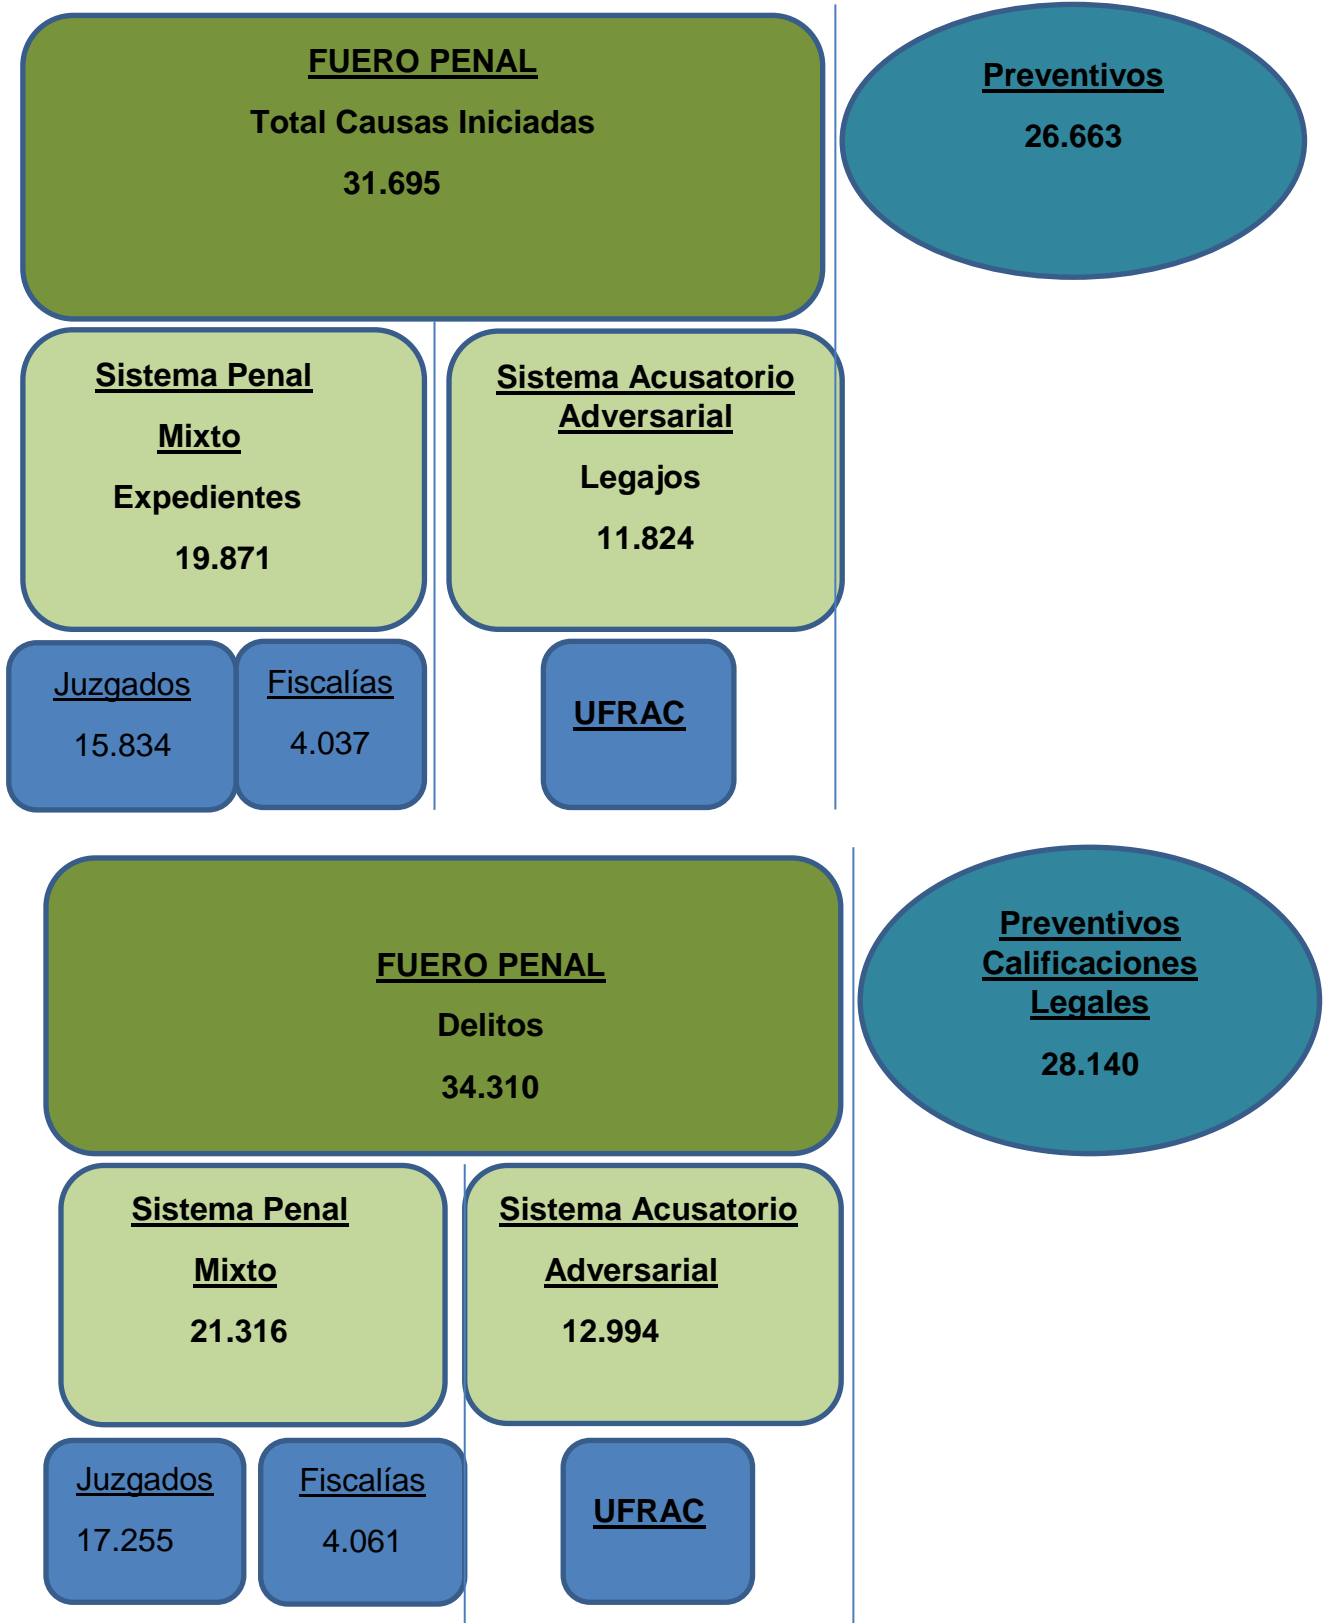 FUERO PENAL
Total Causas Iniciadas
31.695
Preventivos
26.663
Sistema Penal
Mixto
Expedientes
19.871
Sistema Acusatorio
Adversarial
Legajos
11.824
Juzgados
15.834
Fiscalías
4.037
UFRAC
FUERO PENAL
Delitos
34.310
Preventivos
Calificaciones
Legales
28.140
Sistema Penal
Mixto
21.316
Sistema Acusatorio
Adversarial
12.994
Juzgados
17.255
Fiscalías
4.061
UFRAC